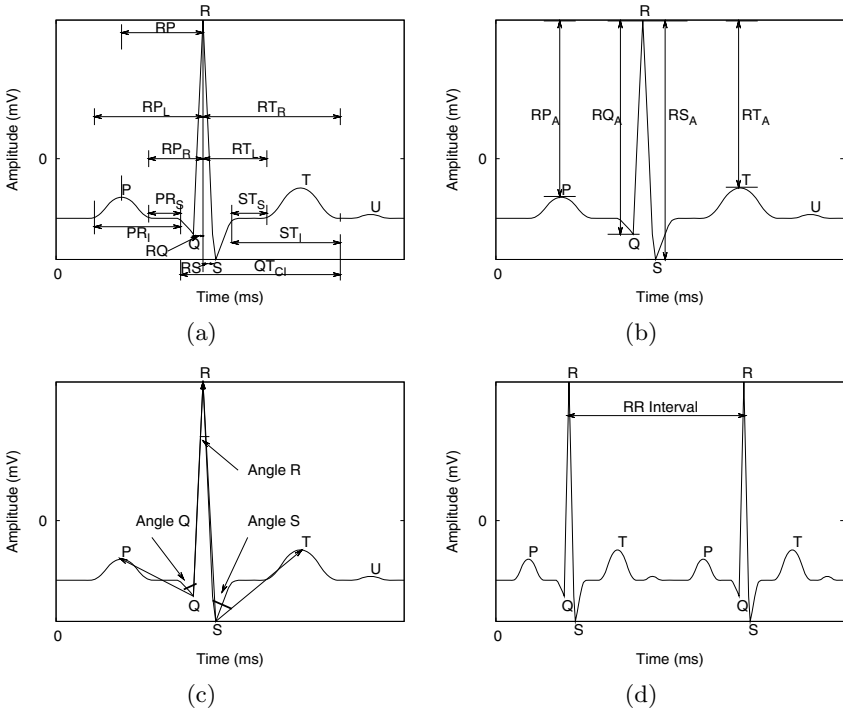 R
RP
RP_L
RT_R
RP_R
RT_L
P
T
PR_S
ST_S
U
PR_I
ST_I
RQ
Q
RS
S
QT_CI
Amplitude (mV)
0
0
Time (ms)
(a)
R
RP_A
RQ_A
RS_A
RT_A
P
T
U
Q
S
Amplitude (mV)
0
0
Time (ms)
(b)
R
Angle R
Angle Q
Angle S
P
T
U
Q
S
Amplitude (mV)
0
0
Time (ms)
(c)
R
R
RR Interval
P
T
P
T
Q
Q
S
S
Amplitude (mV)
0
0
Time (ms)
(d)